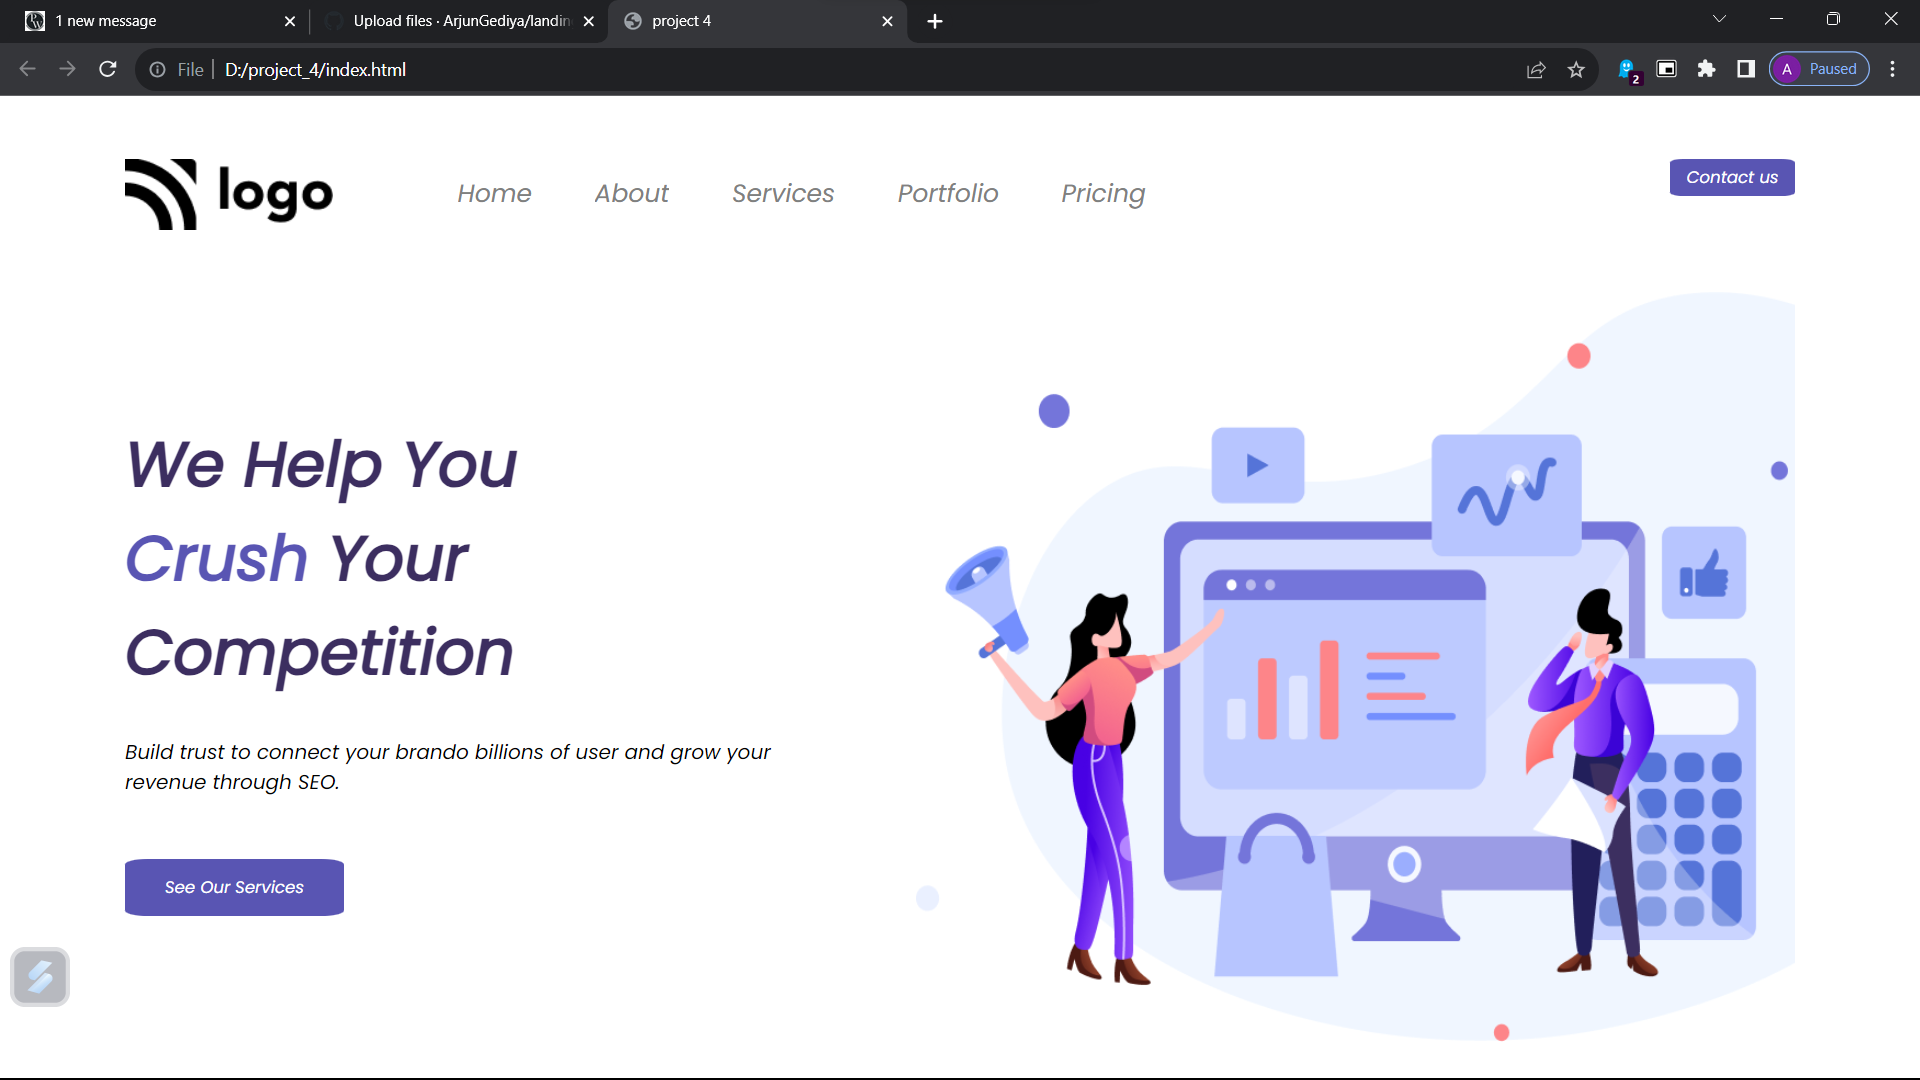 1 new message
Upload files · ArjunGediya/landin
project 4
File
D:/project_4/index.html
2
A
Paused
logo
Home
About
Services
Portfolio
Pricing
Contact us
We Help You
Crush Your
Competition
Build trust to connect your brando billions of user and grow your
revenue through SEO.
See Our Services